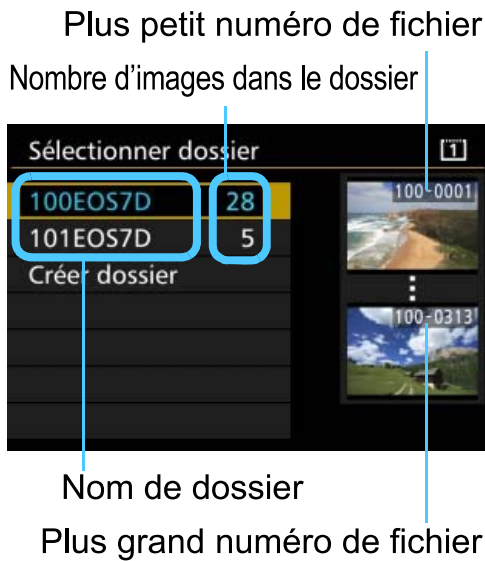 Plus petit numéro de fichier
Nombre d'images dans le dossier
Sélectionner dossier 1
100EOS7D 28
100-0001
101EOS7D 5
Créer dossier
100-0313
Nom de dossier
Plus grand numéro de fichier